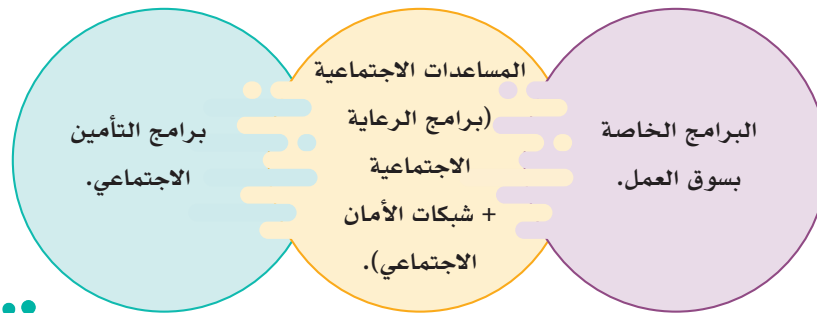 البرامج الخاصة
بسوق العمل.
المساعدات الاجتماعية
(برامج الرعاية
الاجتماعية
+ شبكات الأمان
الاجتماعي).
برامج التأمين
الاجتماعي.